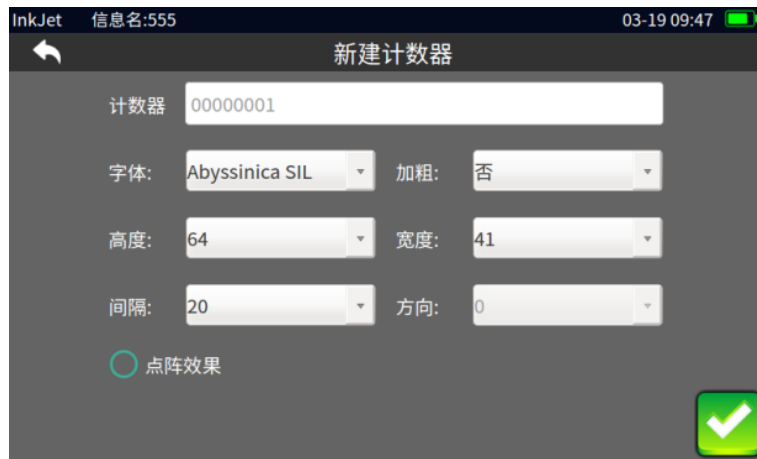 InkJet 信息名:555 03-19 09:47
新建计数器
计数器 00000001
字体: Abyssinica SIL 加粗: 否
高度: 64 宽度: 41
间隔: 20 方向: 0
点阵效果